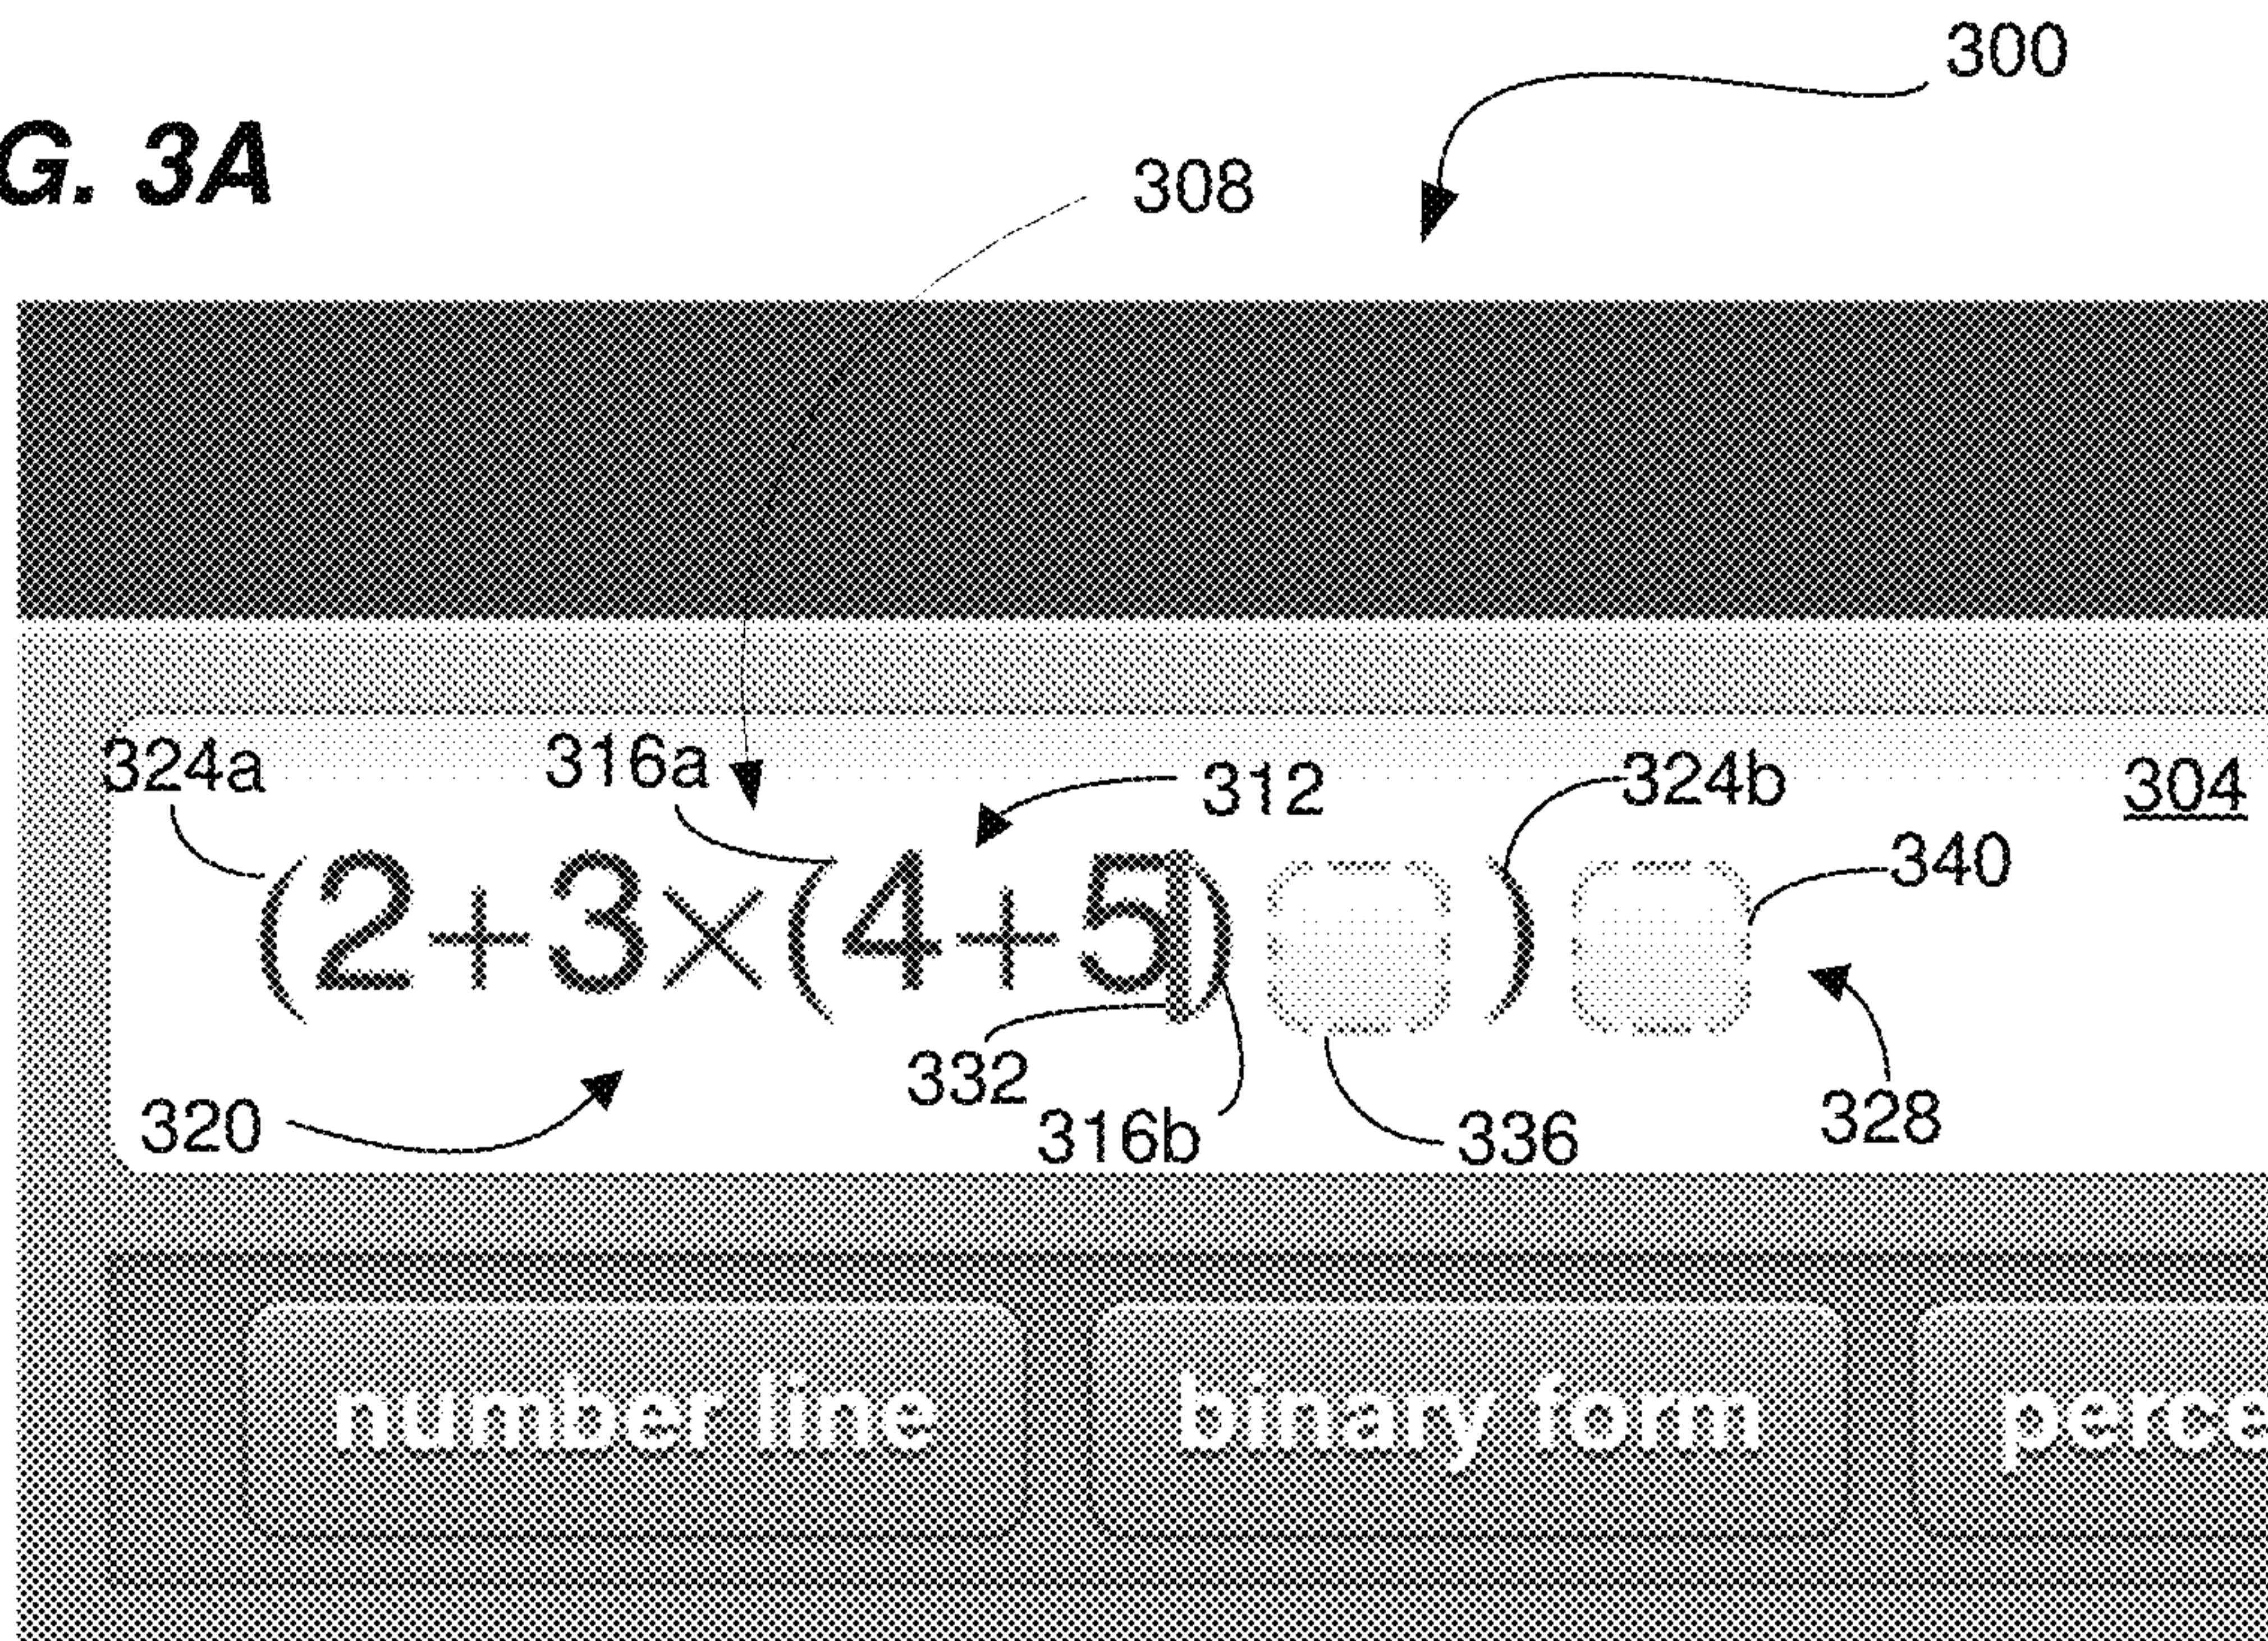 300
G. 3A
308
324a 316a 312 324b 304
340
(2+3×(4+5) )
332
320 316b 336 328
number line binary form perce